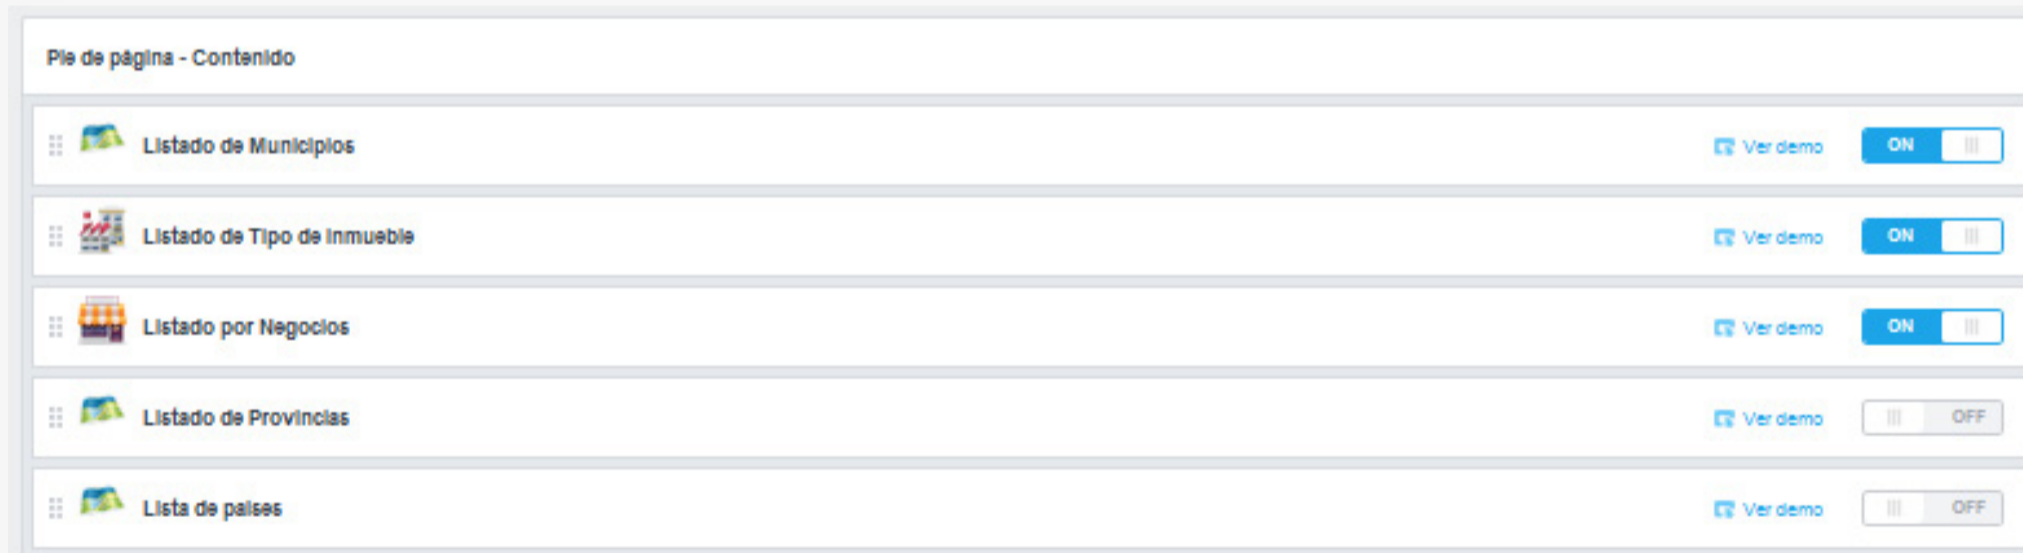 Pie de página - Contenido
Listado de Municipios Ver demo ON
Listado de Tipo de Inmueble Ver demo ON
Listado por Negocios Ver demo ON
Listado de Provincias Ver demo OFF
Lista de países Ver demo OFF